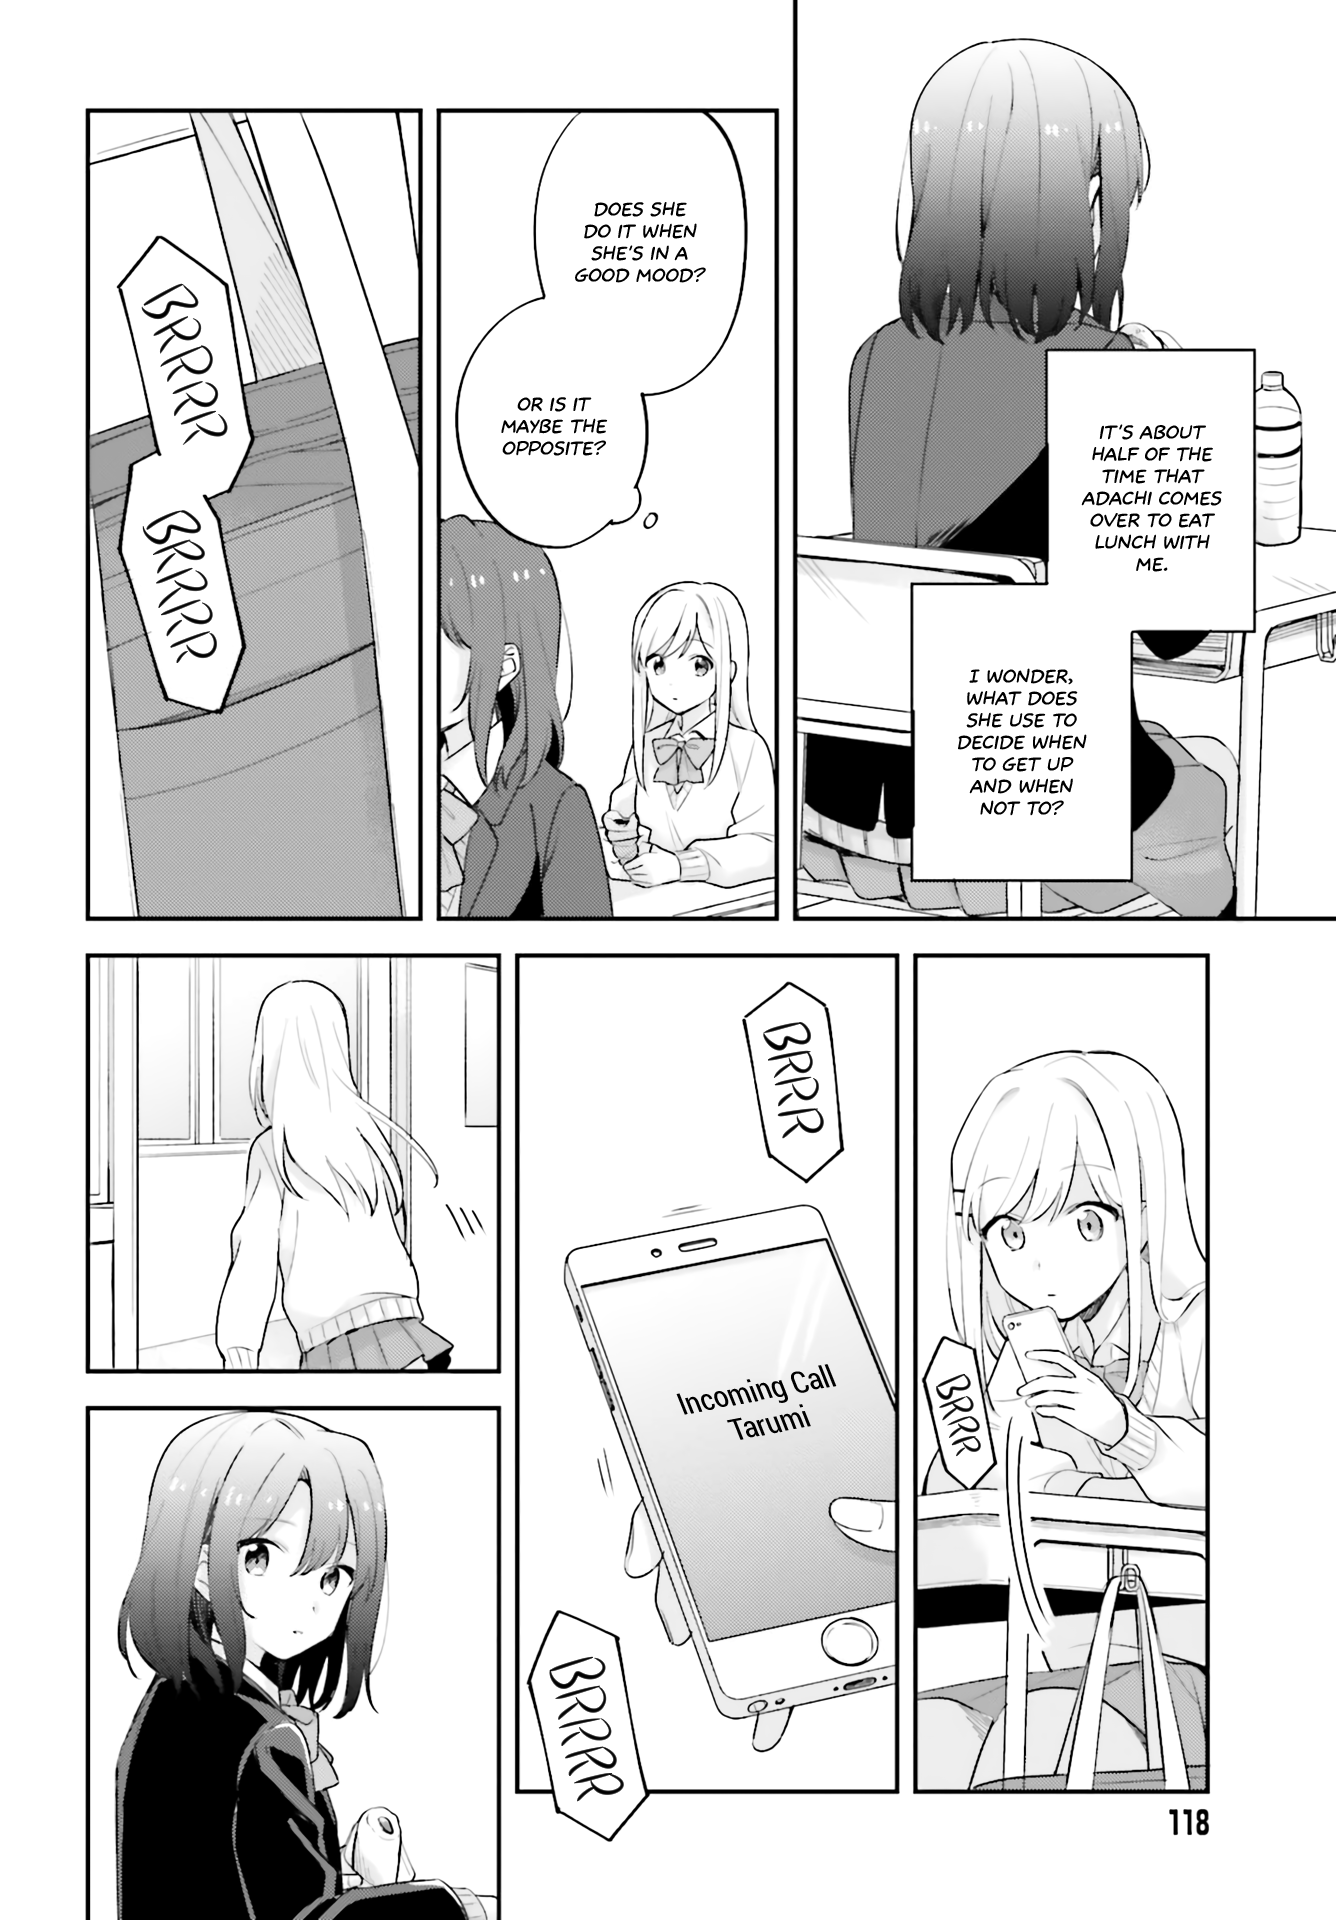 IT'S ABOUT
HALF OF THE
TIME THAT
ADACHI COMES
OVER TO EAT
LUNCH WITH
ME.
I WONDER,
WHAT DOES
SHE USE TO
DECIDE WHEN
TO GET UP
AND WHEN
NOT TO?
DOES SHE
DO IT WHEN
SHE'S IN A
GOOD MOOD?
OR IS IT
MAYBE THE
OPPOSITE?
BRRRR
BRRRR
BRRR
BRRR
Incoming Call
Tarumi
BRRRR
118